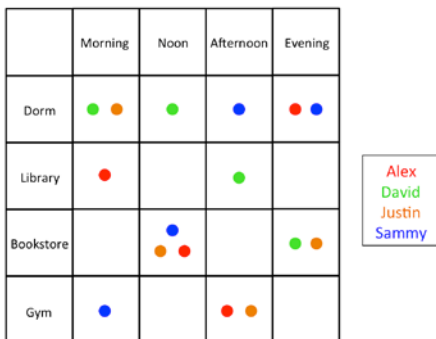 Morning Noon Afternoon Evening
Dorm
Library
Bookstore
Gym
Alex
David
Justin
Sammy